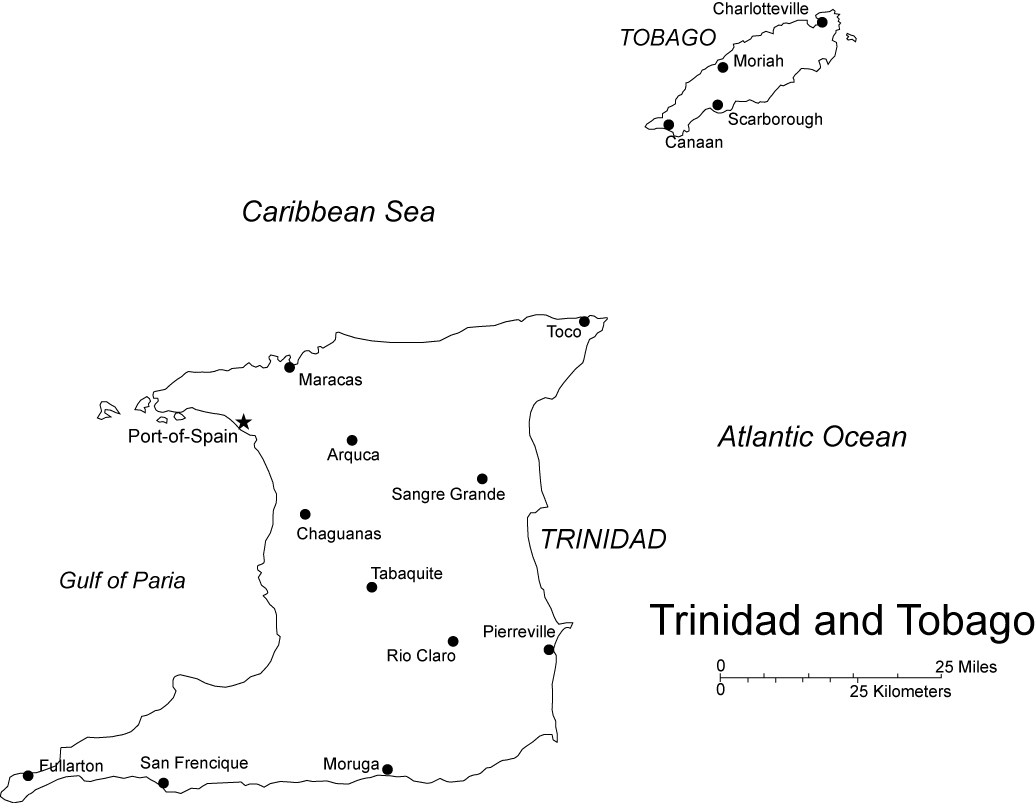 Charlotteville
TOBAGO
Moriah
Scarborough
Canaan
Caribbean Sea
Toco
Maracas
Port-of-Spain
Atlantic Ocean
Arquca
Sangre Grande
Chaguanas
TRINIDAD
Tabaquite
Gulf of Paria
Trinidad and Tobago
Pierreville
Rio Claro
0 25 Miles
0 25 Kilometers
Fullarton
San Frencique
Moruga